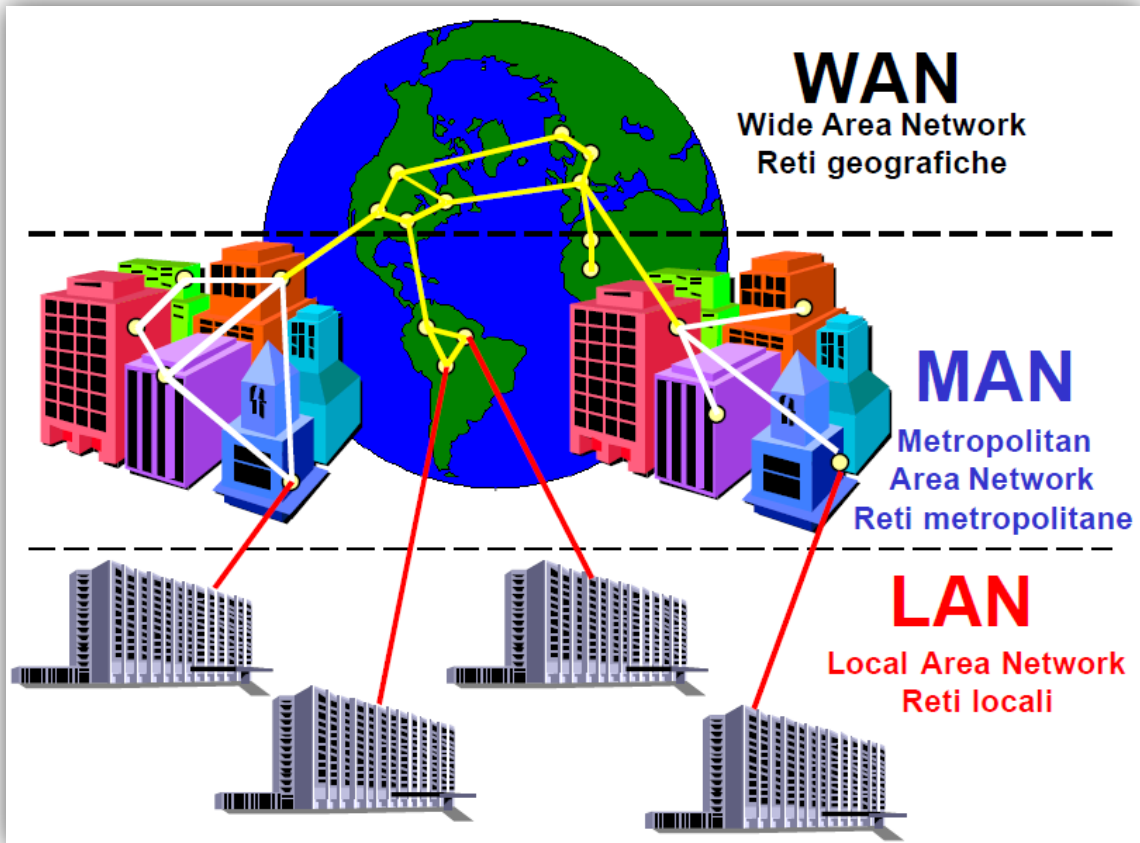 WAN
Wide Area Network
Reti geografiche
MAN
Metropolitan
Area Network
Reti metropolitane
LAN
Local Area Network
Reti locali